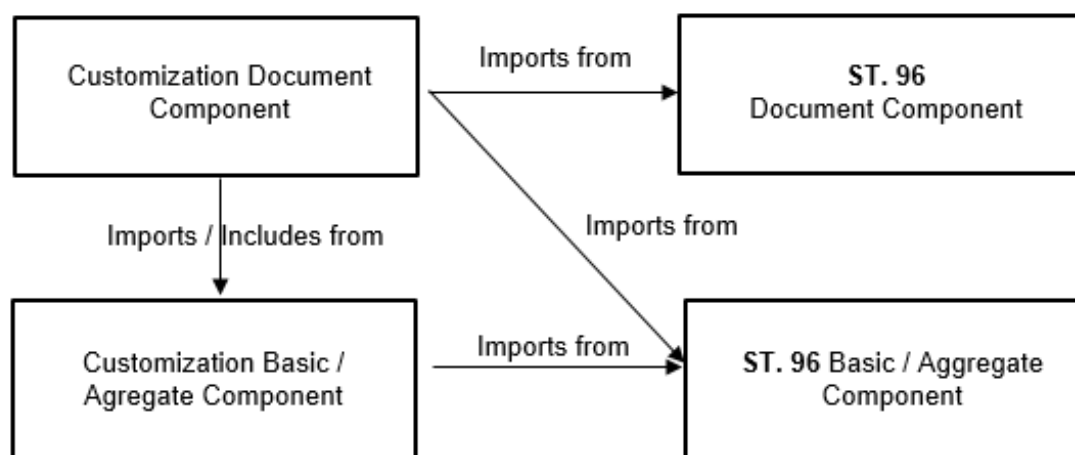 Customization Document
Component
Imports from
ST. 96
Document Component
Imports / Includes from
Imports from
Customization Basic /
Agregate Component
Imports from
ST. 96 Basic / Aggregate
Component